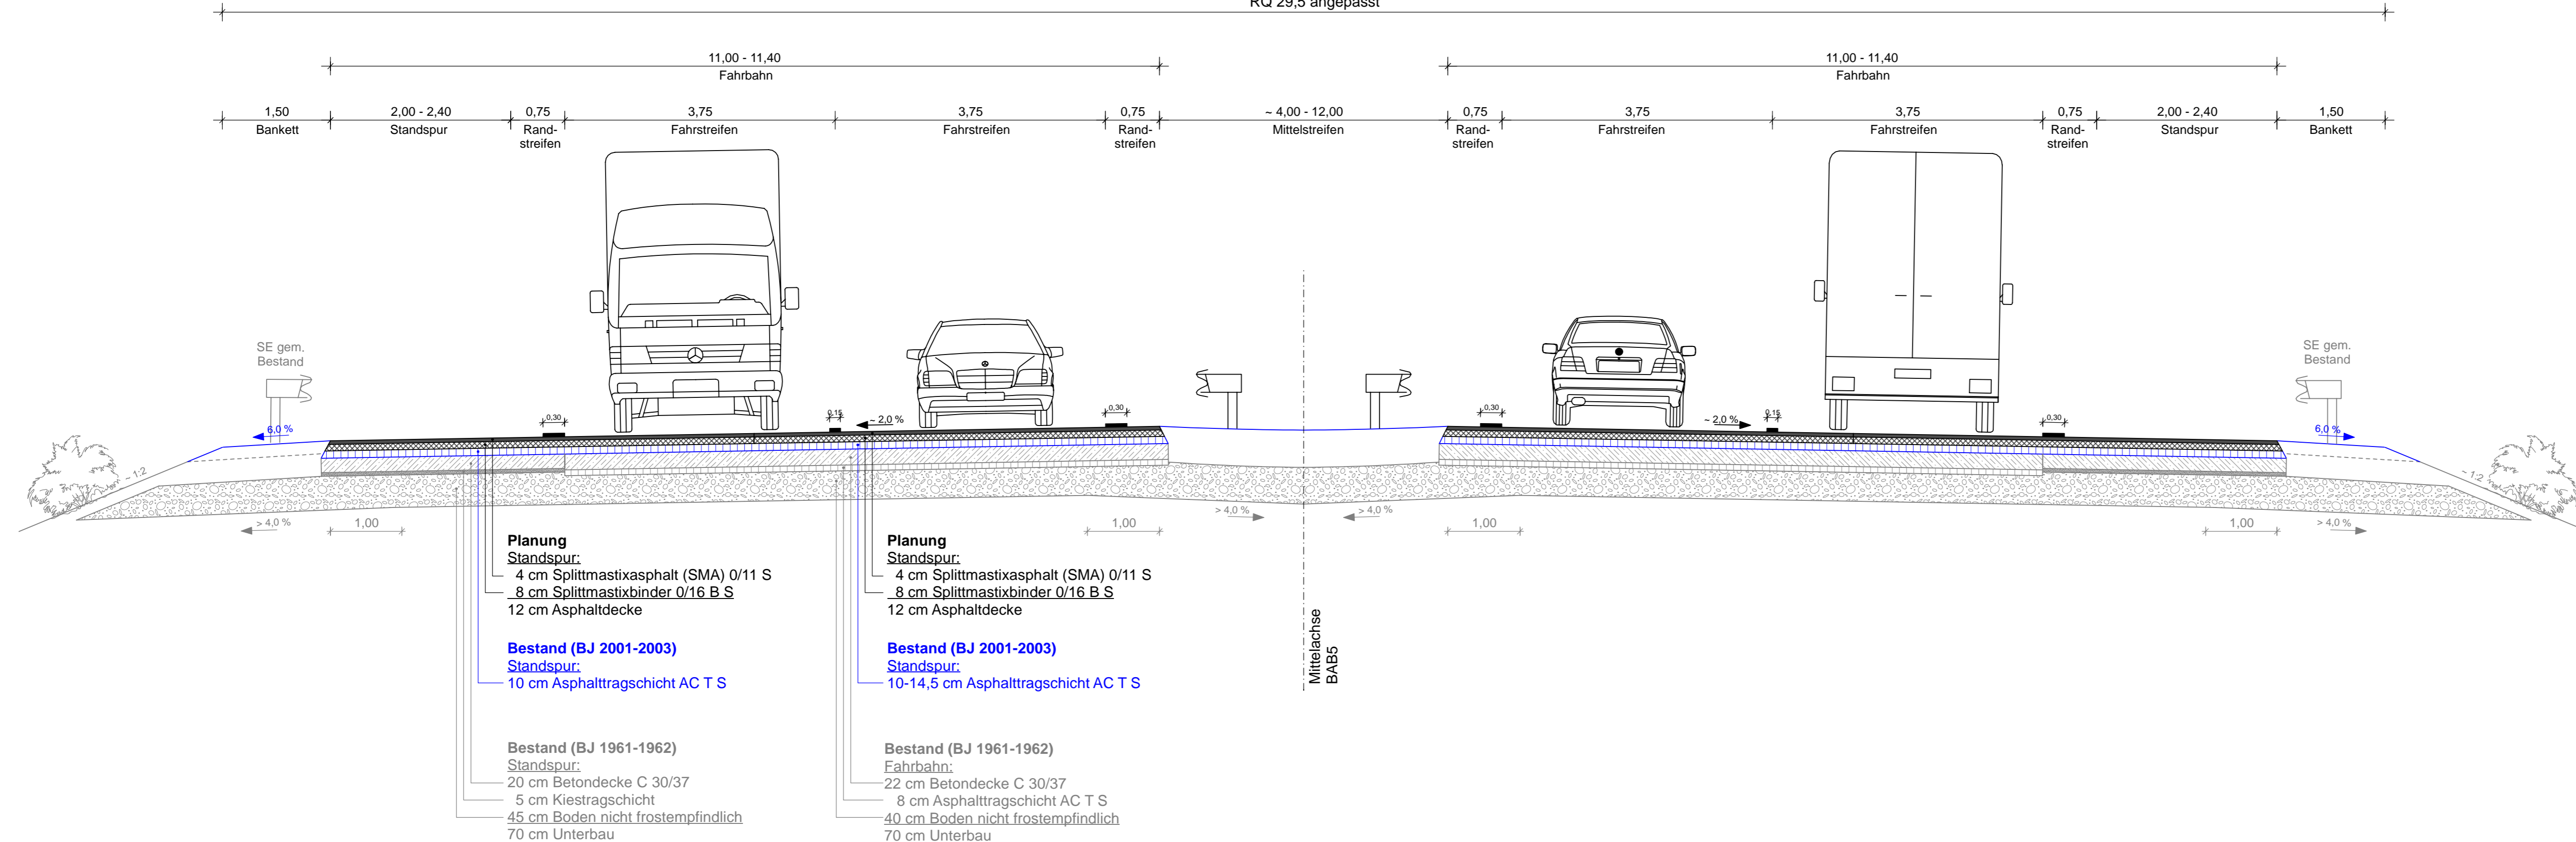 RQ 29,5 angepasst
11,00 - 11,40
Fahrbahn
11,00 - 11,40
Fahrbahn
1,50
Bankett
2,00 - 2,40
Standspur
0,75
Rand-
streifen
3,75
Fahrstreifen
3,75
Fahrstreifen
0,75
Rand-
streifen
~ 4,00 - 12,00
Mittelstreifen
0,75
Rand-
streifen
3,75
Fahrstreifen
3,75
Fahrstreifen
0,75
Rand-
streifen
2,00 - 2,40
Standspur
1,50
Bankett
SE gem.
Bestand
SE gem.
Bestand
6,0 %
0,30
0,15
~ 2,0 %
0,30
0,30
~ 2,0 %
0,15
0,30
6,0 %
~ 1:2
~ 1:2
> 4,0 %
1,00
1,00
> 4,0 %
> 4,0 %
1,00
1,00
> 4,0 %
Planung
Standspur:
4 cm Splittmastixasphalt (SMA) 0/11 S
8 cm Splittmastixbinder 0/16 B S
12 cm Asphaltdecke
Bestand (BJ 2001-2003)
Standspur:
10 cm Asphalttragschicht AC T S
Bestand (BJ 1961-1962)
Standspur:
20 cm Betondecke C 30/37
5 cm Kiestragschicht
45 cm Boden nicht frostempfindlich
70 cm Unterbau
Planung
Standspur:
4 cm Splittmastixasphalt (SMA) 0/11 S
8 cm Splittmastixbinder 0/16 B S
12 cm Asphaltdecke
Bestand (BJ 2001-2003)
Standspur:
10-14,5 cm Asphalttragschicht AC T S
Bestand (BJ 1961-1962)
Fahrbahn:
22 cm Betondecke C 30/37
8 cm Asphalttragschicht AC T S
40 cm Boden nicht frostempfindlich
70 cm Unterbau
Mittelachse
BAB5